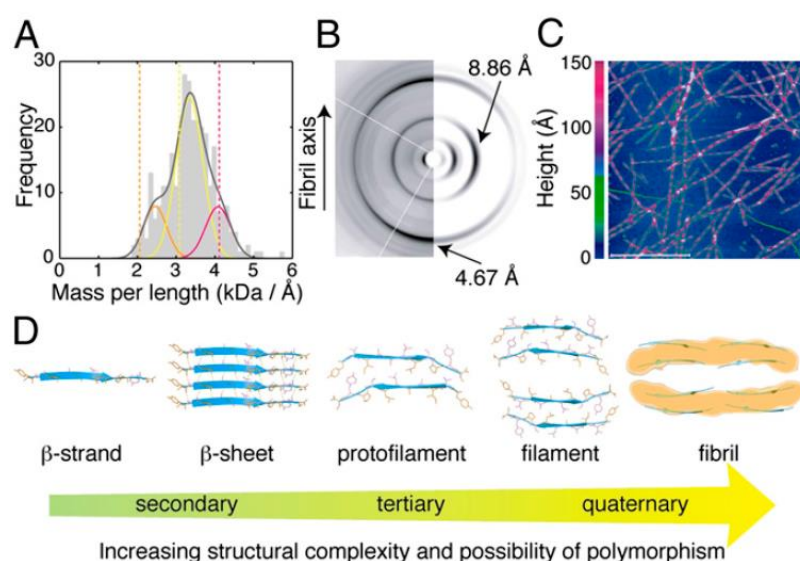 A
B
C
Frequency
30
20
10
0
0 1 2 3 4 5 6
Mass per length (kDa / Å)
Fibril axis
8.86 Å
4.67 Å
Height (Å)
150
100
50
0
D
β-strand
β-sheet
protofilament
filament
fibril
secondary
tertiary
quaternary
Increasing structural complexity and possibility of polymorphism